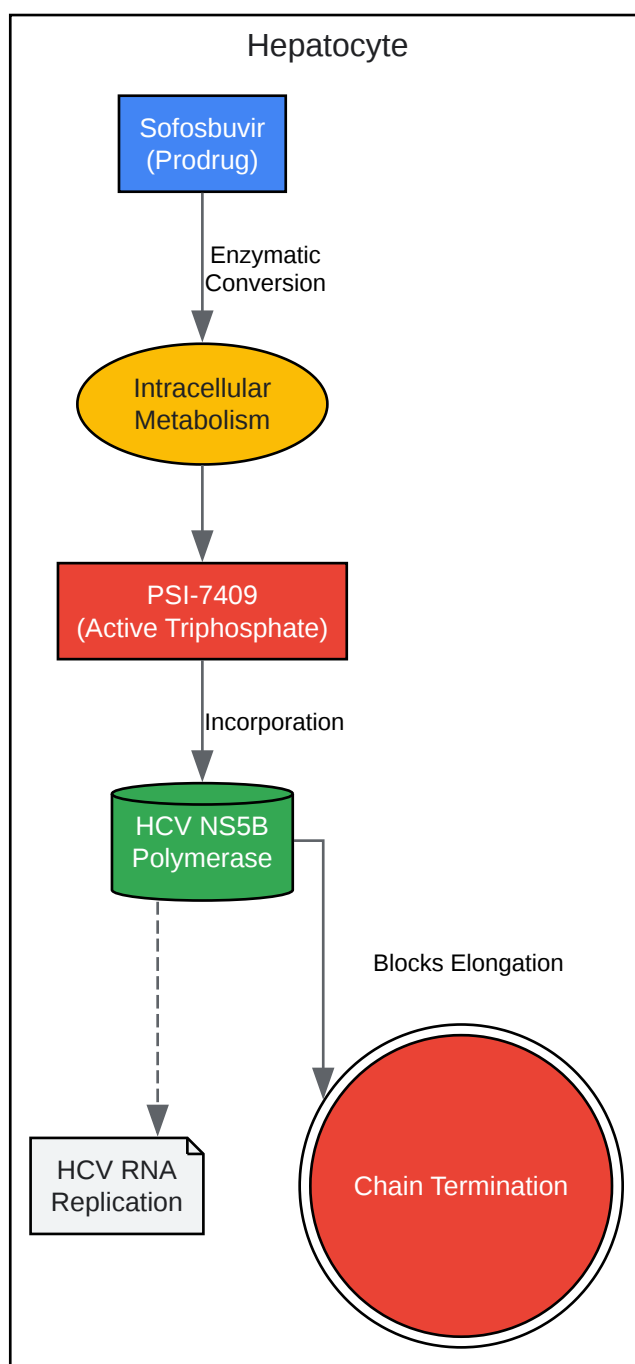 Hepatocyte
Sofosbuvir
(Prodrug)
Enzymatic
Conversion
Intracellular
Metabolism
PSI-7409
(Active Triphosphate)
Incorporation
HCV NS5B
Polymerase
Blocks Elongation
HCV RNA
Replication
Chain Termination